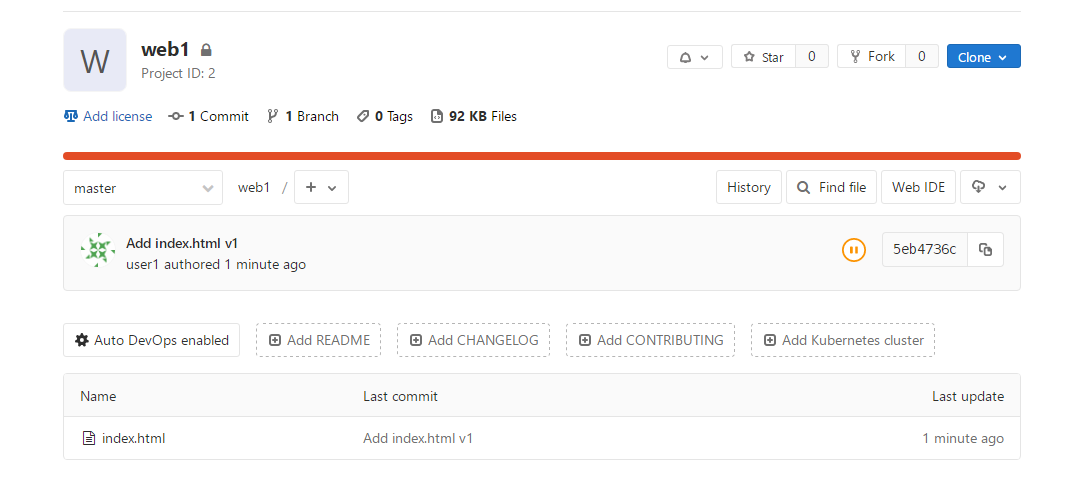 W
web1
Project ID: 2
Star 0
Fork 0
Clone
Add license
1 Commit
1 Branch
0 Tags
92 KB Files
master
web1 /
History
Find file
Web IDE
Add index.html v1
user1 authored 1 minute ago
5eb4736c
Auto DevOps enabled
Add README
Add CHANGELOG
Add CONTRIBUTING
Add Kubernetes cluster
Name Last commit Last update
index.html Add index.html v1 1 minute ago